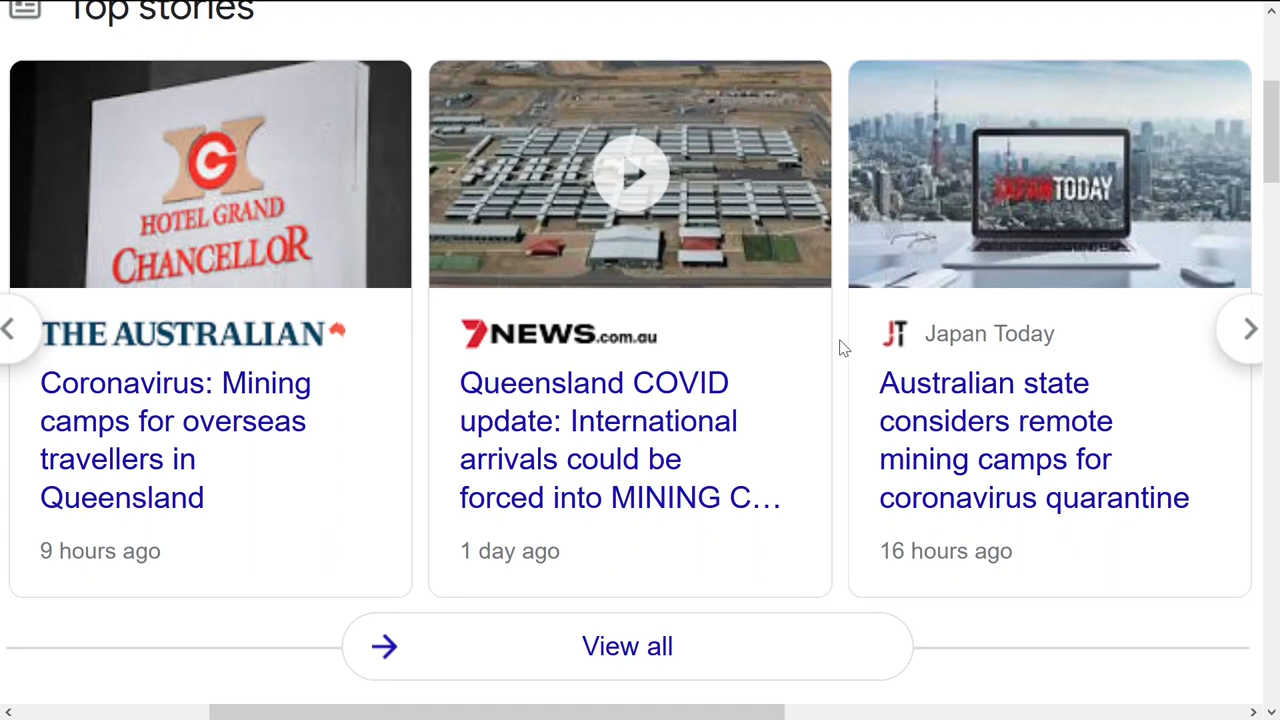 Top stories
HOTEL GRAND
CHANCELLOR
JAPANTODAY
THE AUSTRALIAN
Coronavirus: Mining
camps for overseas
travellers in
Queensland
9 hours ago
7NEWS.com.au
Queensland COVID
update: International
arrivals could be
forced into MINING C...
1 day ago
JT Japan Today
Australian state
considers remote
mining camps for
coronavirus quarantine
16 hours ago
View all